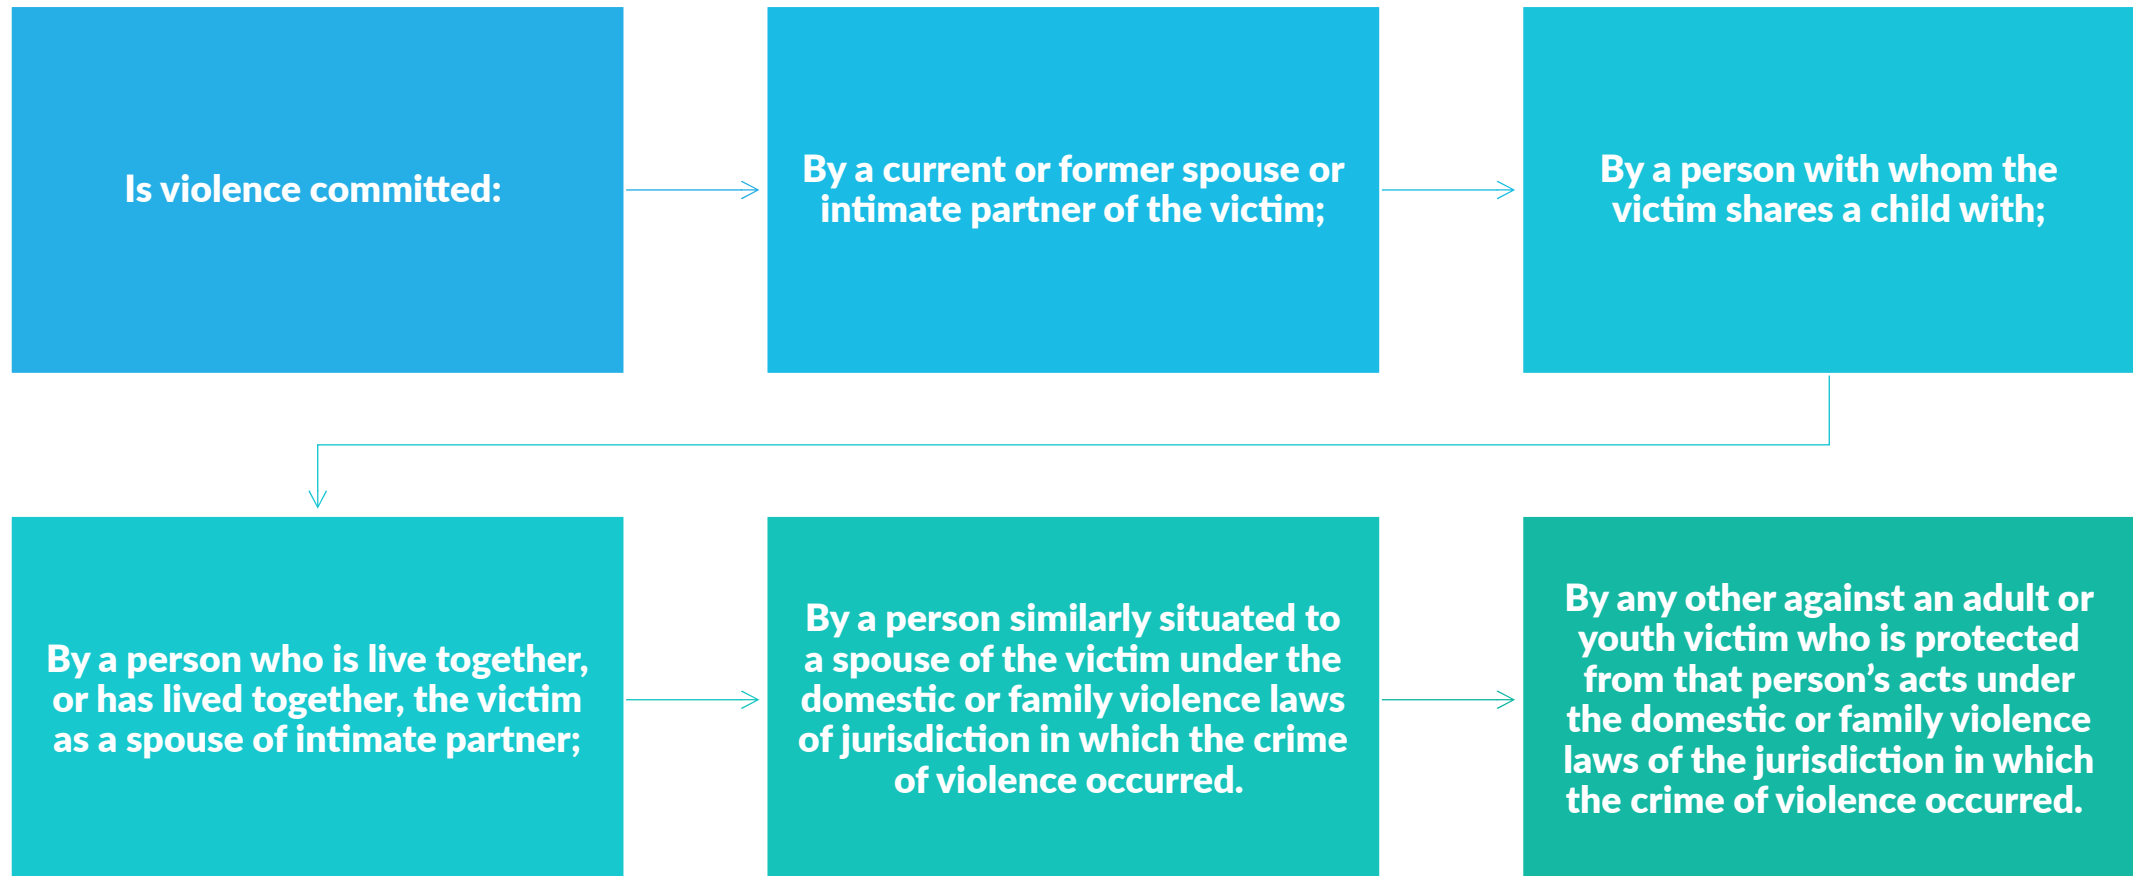 Is violence committed:
By a current or former spouse or
intimate partner of the victim;
By a person with whom the
victim shares a child with;
By a person who is live together,
or has lived together, the victim
as a spouse of intimate partner;
By a person similarly situated to
a spouse of the victim under the
domestic or family violence laws
of jurisdiction in which the crime
of violence occurred.
By any other against an adult or
youth victim who is protected
from that person’s acts under
the domestic or family violence
laws of the jurisdiction in which
the crime of violence occurred.